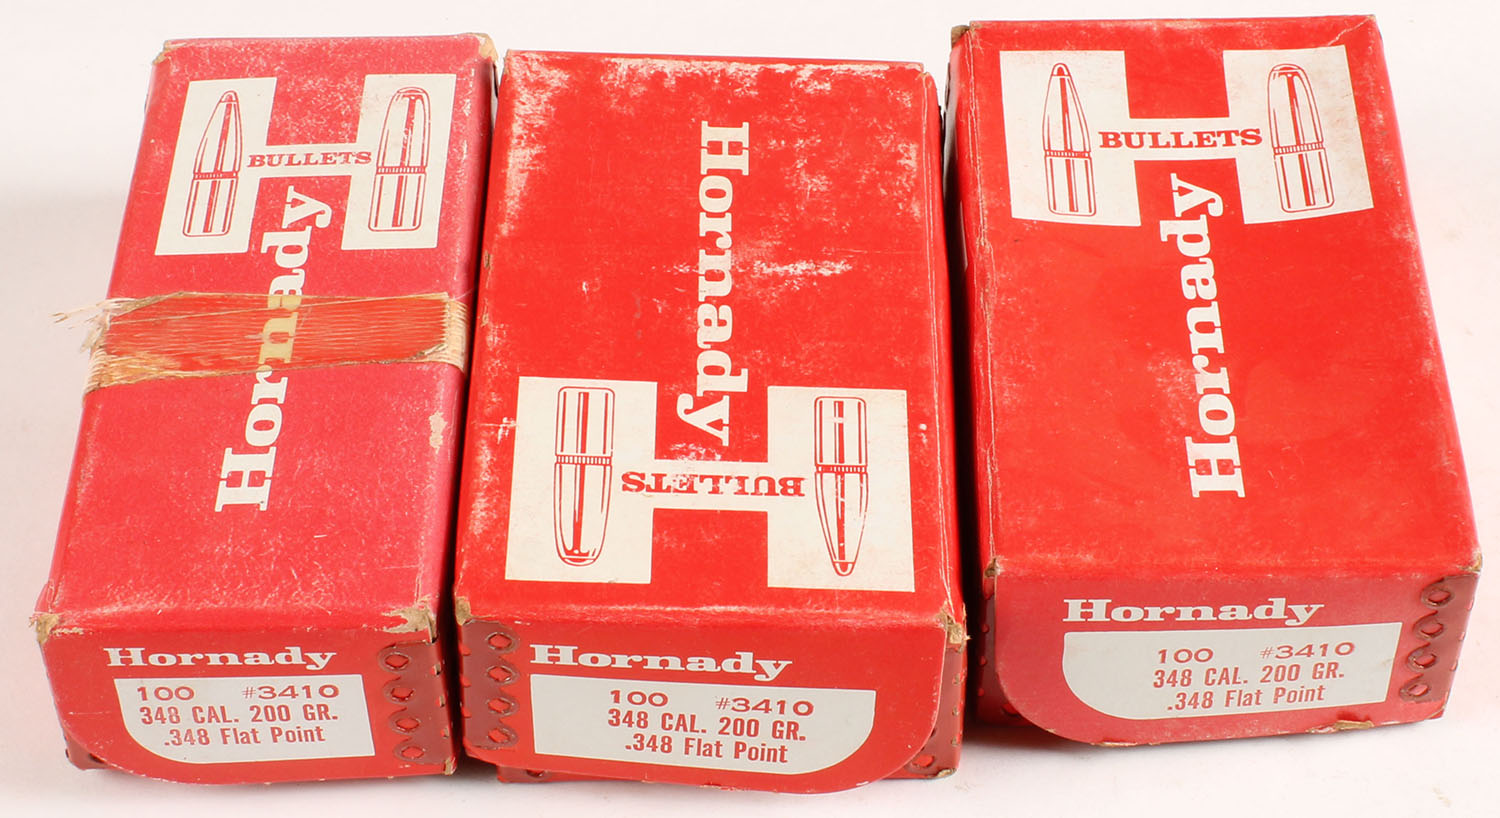 BULLETS
Hornady
Hornady
100 #3410
348 CAL. 200 GR.
.348 Flat Point
Hornady
BULLETS
Hornady
100 #3410
348 CAL. 200 GR.
.348 Flat Point
BULLETS
Hornady
Hornady
100 #3410
348 CAL. 200 GR.
.348 Flat Point